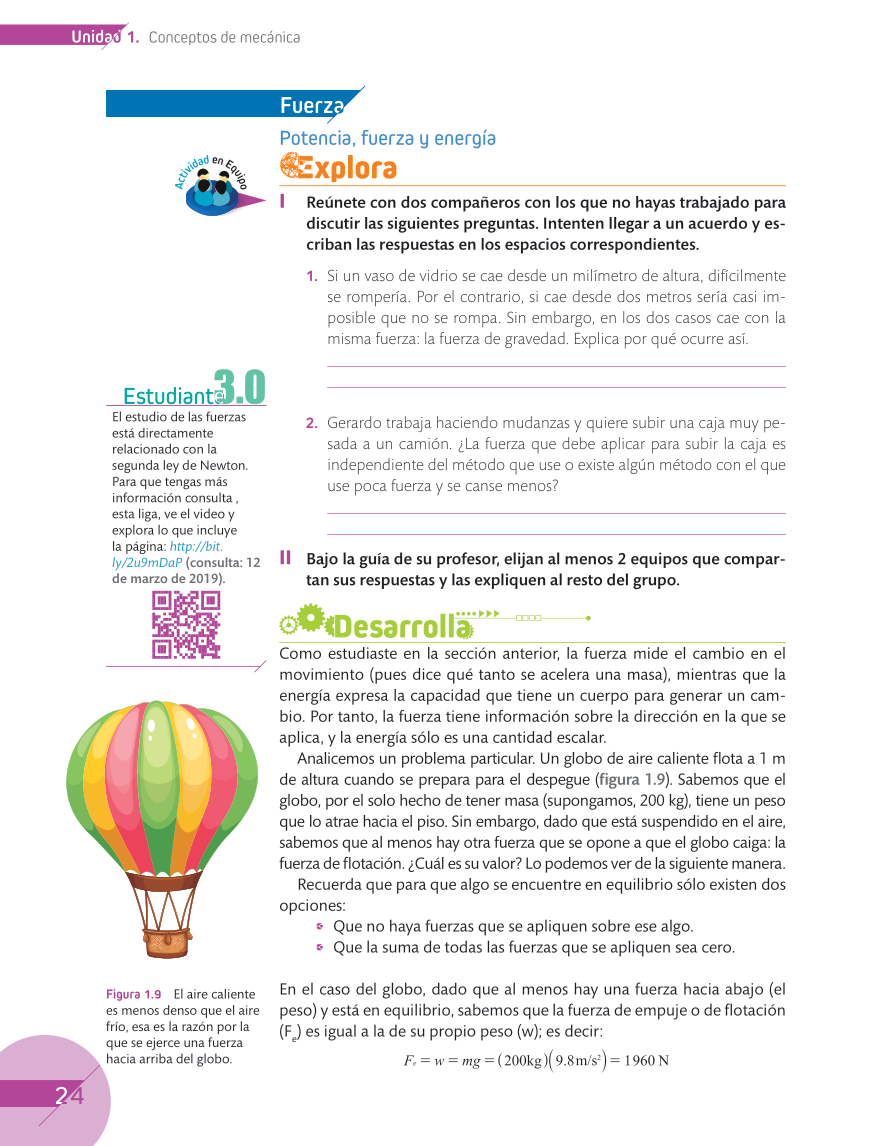 Unidad 1. Conceptos de mecánica
Fuerza
Potencia, fuerza y energía
Actividad en Equipo
Explora
I Reúnete con dos compañeros con los que no hayas trabajado para
discutir las siguientes preguntas. Intenten llegar a un acuerdo y es-
criban las respuestas en los espacios correspondientes.
1. Si un vaso de vidrio se cae desde un milímetro de altura, difícilmente
se rompería. Por el contrario, si cae desde dos metros sería casi im-
posible que no se rompa. Sin embargo, en los dos casos cae con la
misma fuerza: la fuerza de gravedad. Explica por qué ocurre así.
2. Gerardo trabaja haciendo mudanzas y quiere subir una caja muy pe-
sada a un camión. ¿La fuerza que debe aplicar para subir la caja es
independiente del método que use o existe algún método con el que
use poca fuerza y se canse menos?
II Bajo la guía de su profesor, elijan al menos 2 equipos que compar-
tan sus respuestas y las expliquen al resto del grupo.
Estudiante 3.0
El estudio de las fuerzas
está directamente
relacionado con la
segunda ley de Newton.
Para que tengas más
información consulta ,
esta liga, ve el video y
explora lo que incluye
la página: http://bit.
ly/2u9mDaP (consulta: 12
de marzo de 2019).
Desarrolla
Como estudiaste en la sección anterior, la fuerza mide el cambio en el
movimiento (pues dice qué tanto se acelera una masa), mientras que la
energía expresa la capacidad que tiene un cuerpo para generar un cam-
bio. Por tanto, la fuerza tiene información sobre la dirección en la que se
aplica, y la energía sólo es una cantidad escalar.
Analicemos un problema particular. Un globo de aire caliente flota a 1 m
de altura cuando se prepara para el despegue (figura 1.9). Sabemos que el
globo, por el solo hecho de tener masa (supongamos, 200 kg), tiene un peso
que lo atrae hacia el piso. Sin embargo, dado que está suspendido en el aire,
sabemos que al menos hay otra fuerza que se opone a que el globo caiga: la
fuerza de flotación. ¿Cuál es su valor? Lo podemos ver de la siguiente manera.
Recuerda que para que algo se encuentre en equilibrio sólo existen dos
opciones:
Que no haya fuerzas que se apliquen sobre ese algo.
Que la suma de todas las fuerzas que se apliquen sea cero.
En el caso del globo, dado que al menos hay una fuerza hacia abajo (el
peso) y está en equilibrio, sabemos que la fuerza de empuje o de flotación
(Fe) es igual a la de su propio peso (w); es decir:
Fe = w = mg = (200kg)(9.8m/s²) = 1960 N
Figura 1.9 El aire caliente
es menos denso que el aire
frío, esa es la razón por la
que se ejerce una fuerza
hacia arriba del globo.
24